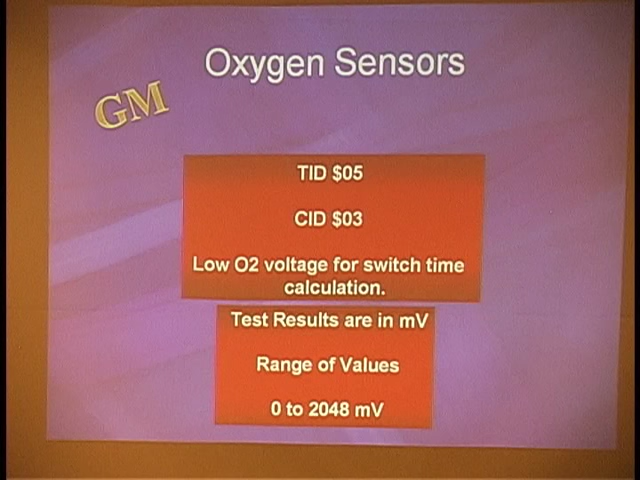 Oxygen Sensors
GM
TID $05
CID $03
Low O2 voltage for switch time
calculation.
Test Results are in mV
Range of Values
0 to 2048 mV